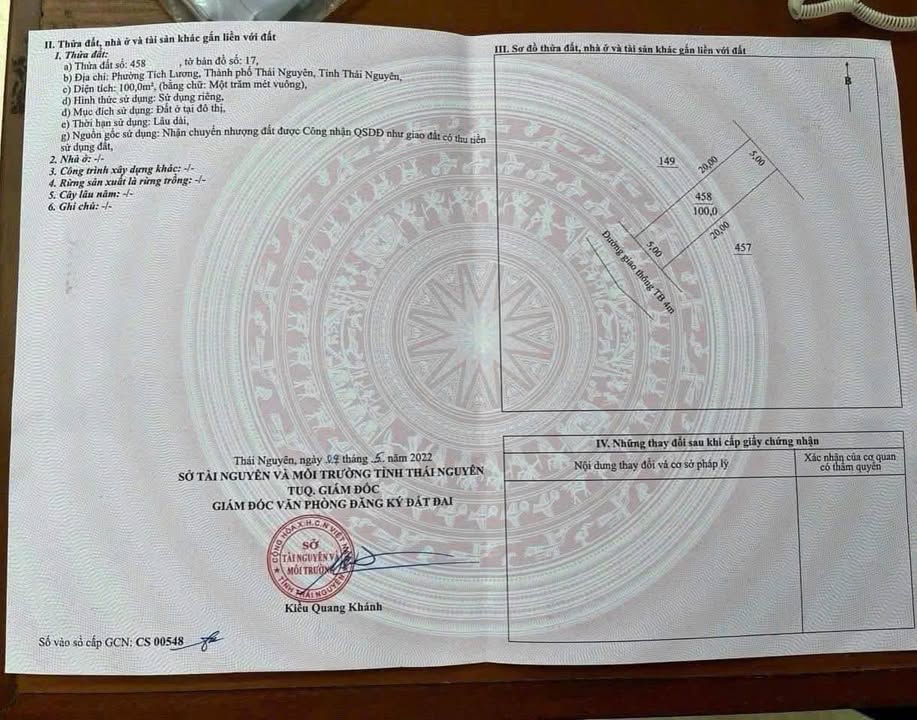 II. Thửa đất, nhà ở và tài sản khác gắn liền với đất
1. Thửa đất:
a) Thửa đất số: 458 , tờ bản đồ số: 17,
b) Địa chỉ: Phường Tích Lương, Thành phố Thái Nguyên, Tỉnh Thái Nguyên,
c) Diện tích: 100,0m², (bằng chữ: Một trăm mét vuông),
d) Hình thức sử dụng: Sử dụng riêng,
đ) Mục đích sử dụng: Đất ở tại đô thị,
e) Thời hạn sử dụng: Lâu dài,
g) Nguồn gốc sử dụng: Nhận chuyển nhượng đất được Công nhận QSDĐ như giao đất có thu tiền
sử dụng đất,
2. Nhà ở: -/-
3. Công trình xây dựng khác: -/-
4. Rừng sản xuất là rừng trồng: -/-
5. Cây lâu năm: -/-
6. Ghi chú: -/-
Thái Nguyên, ngày 09 tháng 5 năm 2022
SỞ TÀI NGUYÊN VÀ MÔI TRƯỜNG TỈNH THÁI NGUYÊN
TUQ. GIÁM ĐỐC
GIÁM ĐỐC VĂN PHÒNG ĐĂNG KÝ ĐẤT ĐAI
CỘNG HÒA X.H.C.N VIỆT NAM
SỞ
TÀI NGUYÊN VÀ
MÔI TRƯỜNG
TỈNH THÁI NGUYÊN
Kiều Quang Khánh
Số vào sổ cấp GCN: CS 00548
III. Sơ đồ thửa đất, nhà ở và tài sản khác gắn liền với đất
B
149
20,00
5,00
458
100,0
20,00
457
5,00
Đường giao thông TB 4m
IV. Những thay đổi sau khi cấp giấy chứng nhận
Nội dung thay đổi và cơ sở pháp lý
Xác nhận của cơ quan
có thẩm quyền